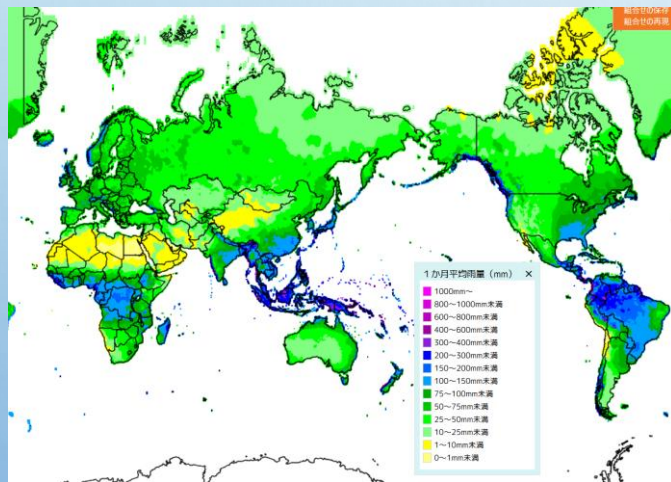 組合せの保存
組合せの再現
１か月平均雨量（mm） ×
1000mm～
800～1000mm未満
600～800mm未満
400～600mm未満
300～400mm未満
200～300mm未満
150～200mm未満
100～150mm未満
75～100mm未満
50～75mm未満
25～50mm未満
10～25mm未満
1～10mm未満
0～1mm未満